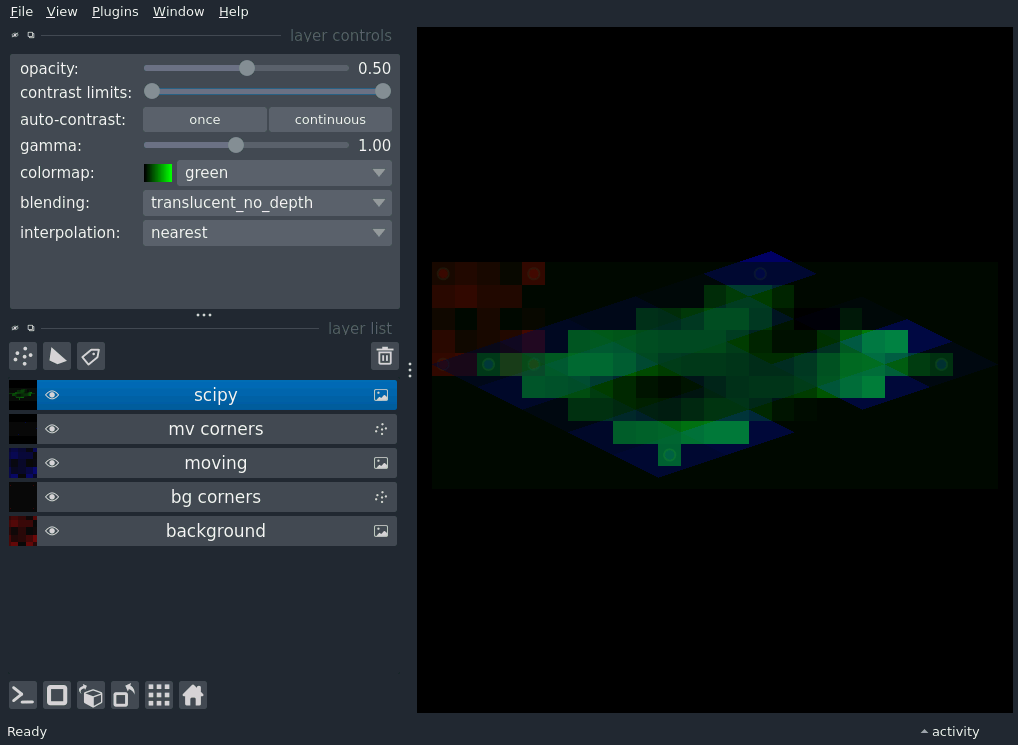 File View Plugins Window Help
layer controls
opacity: 0.50
contrast limits:
auto-contrast: once continuous
gamma: 1.00
colormap: green
blending: translucent_no_depth
interpolation: nearest
layer list
scipy
mv corners
moving
bg corners
background
Ready activity